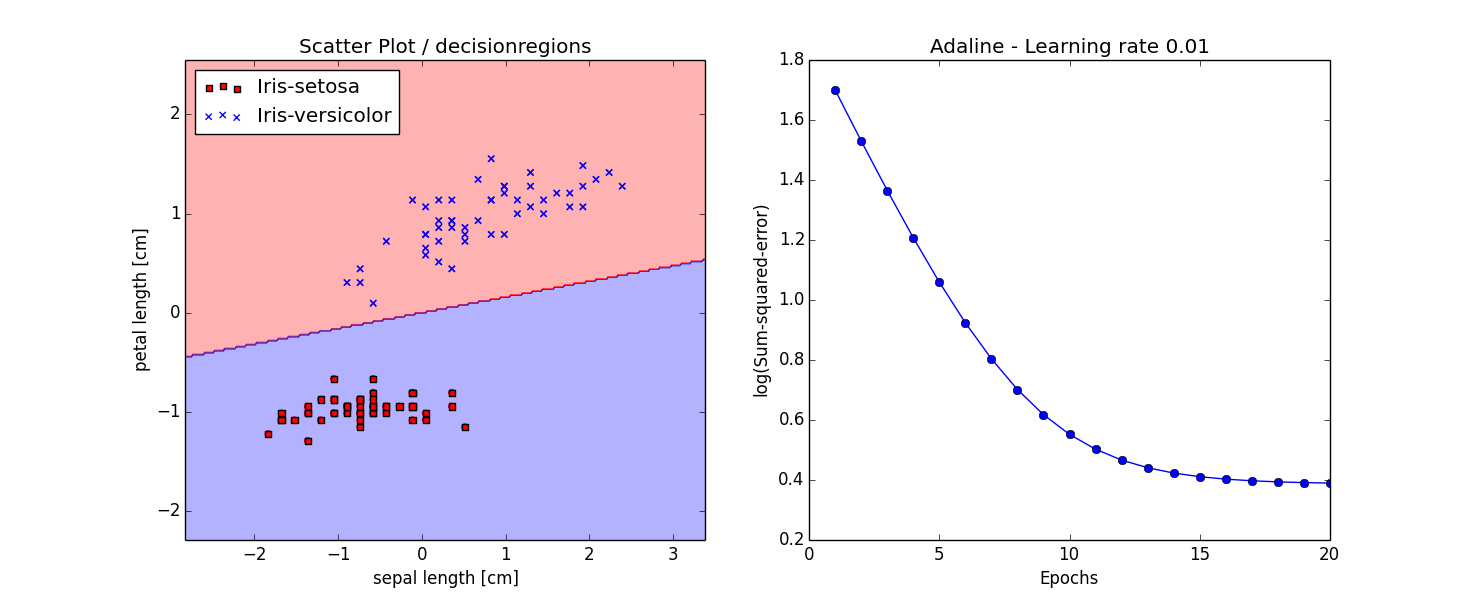 Scatter Plot / decisionregions
Iris-setosa
Iris-versicolor
petal length [cm]
2
1
0
−1
−2
−2 −1 0 1 2 3
sepal length [cm]
Adaline - Learning rate 0.01
log(Sum-squared-error)
1.8
1.6
1.4
1.2
1.0
0.8
0.6
0.4
0.2
0 5 10 15 20
Epochs